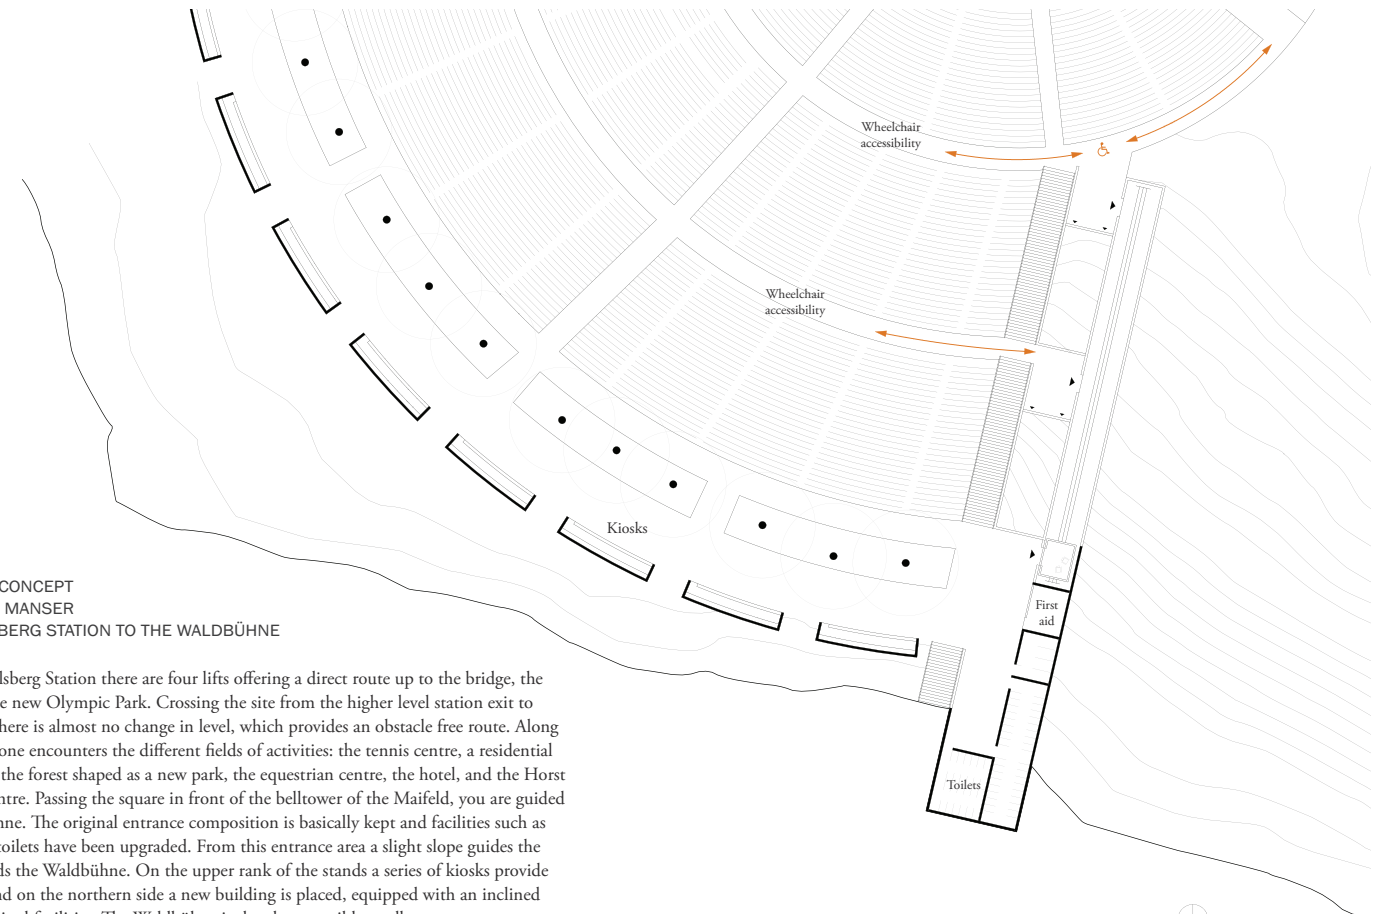 Wheelchair
accessibility
Wheelchair
accessibility
Kiosks
First
aid
Toilets
CONCEPT
MANSER
BERG STATION TO THE WALDBÜHNE
lsberg Station there are four lifts offering a direct route up to the bridge, the
e new Olympic Park. Crossing the site from the higher level station exit to
here is almost no change in level, which provides an obstacle free route. Along
one encounters the different fields of activities: the tennis centre, a residential
the forest shaped as a new park, the equestrian centre, the hotel, and the Horst
ntre. Passing the square in front of the belltower of the Maifeld, you are guided
nne. The original entrance composition is basically kept and facilities such as
toilets have been upgraded. From this entrance area a slight slope guides the
ds the Waldbühne. On the upper rank of the stands a series of kiosks provide
nd on the northern side a new building is placed, equipped with an inclined